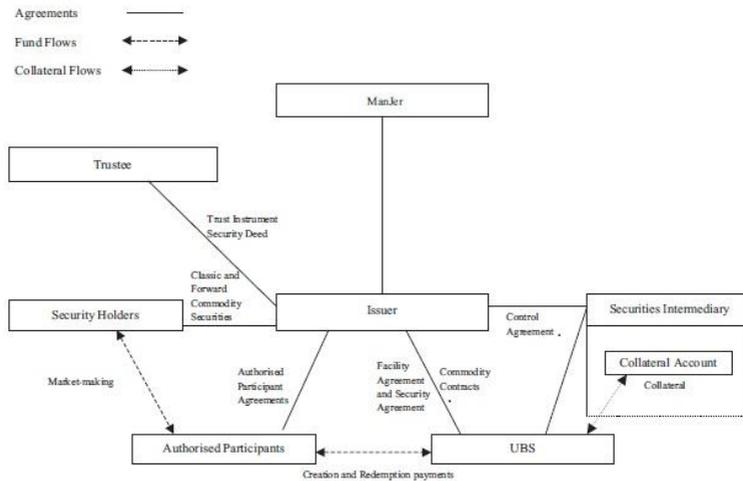 Agreements
Fund Flows
Collateral Flows
ManJer
Trustee
Trust Instrument
Security Deed
Classic and
Forward
Commodity
Securities
Security Holders
Issuer
Control
Agreement
Securities Intermediary
Collateral Account
Collateral
Market-making
Authorised
Participant
Agreements
Facility
Agreement
and Security
Agreement
Commodity
Contracts
Authorised Participants
UBS
Creation and Redemption payments